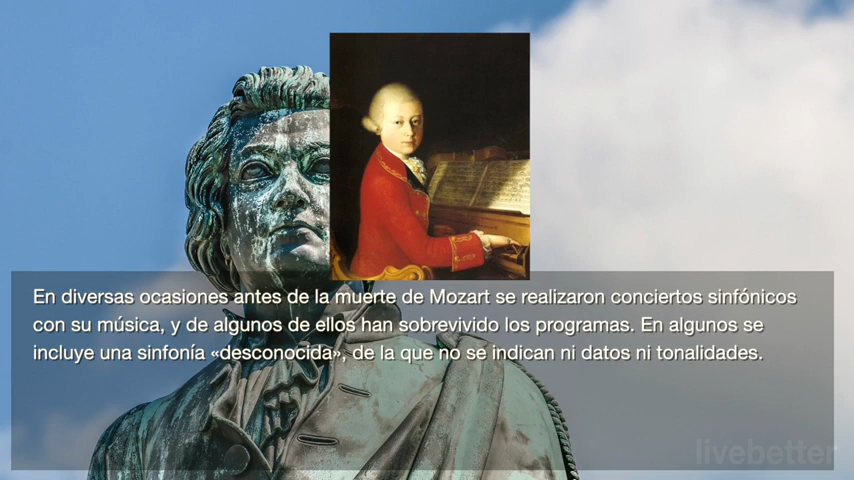 En diversas ocasiones antes de la muerte de Mozart se realizaron conciertos sinfónicos
con su música, y de algunos de ellos han sobrevivido los programas. En algunos se
incluye una sinfonía «desconocida», de la que no se indican ni datos ni tonalidades.
livebetter